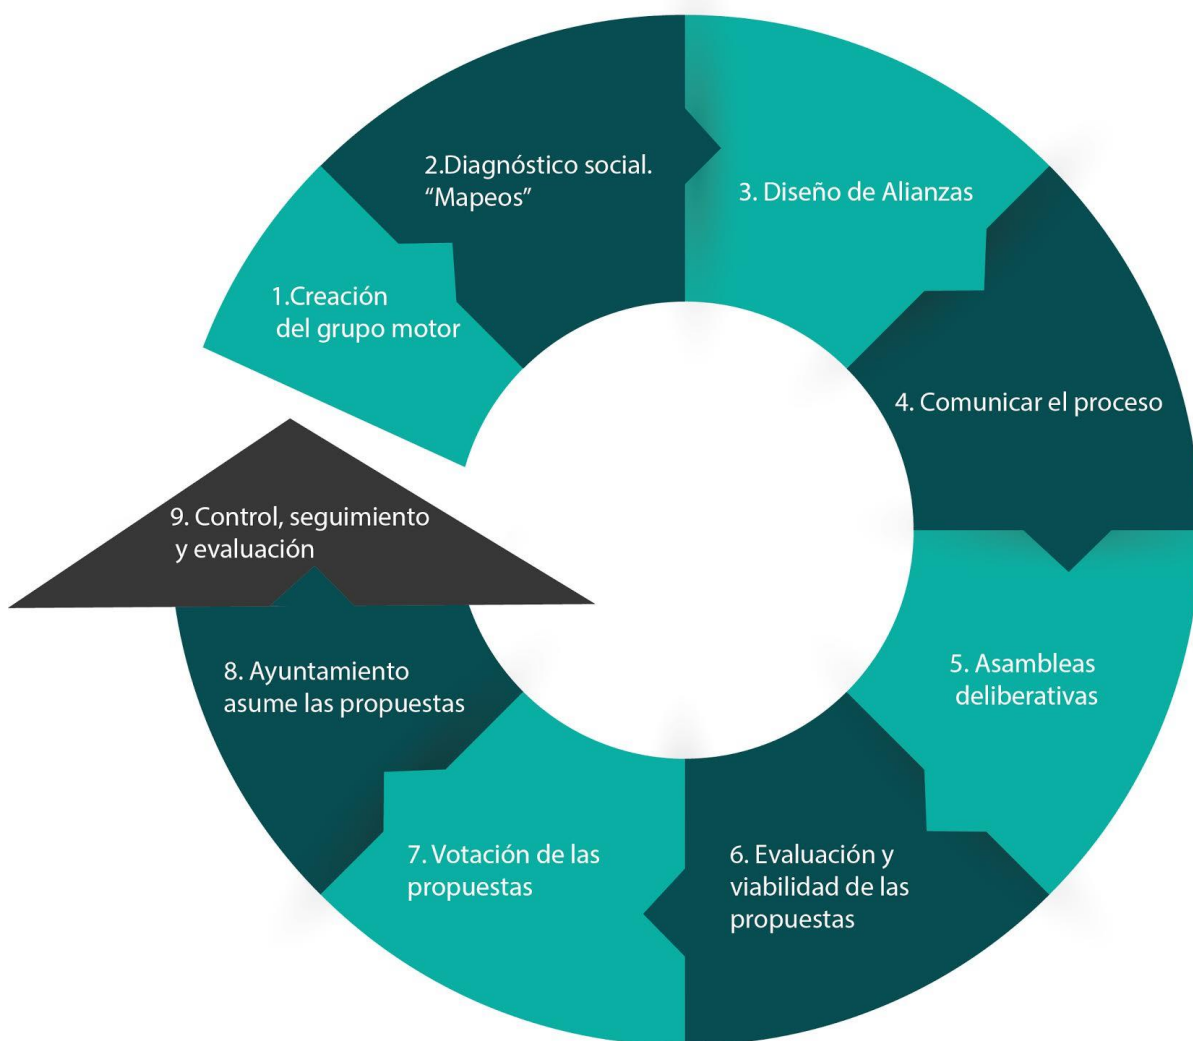 1.Creación
del grupo motor
2.Diagnóstico social.
“Mapeos”
3. Diseño de Alianzas
4. Comunicar el proceso
5. Asambleas
deliberativas
6. Evaluación y
viabilidad de las
propuestas
7. Votación de las
propuestas
8. Ayuntamiento
asume las propuestas
9. Control, seguimiento
y evaluación